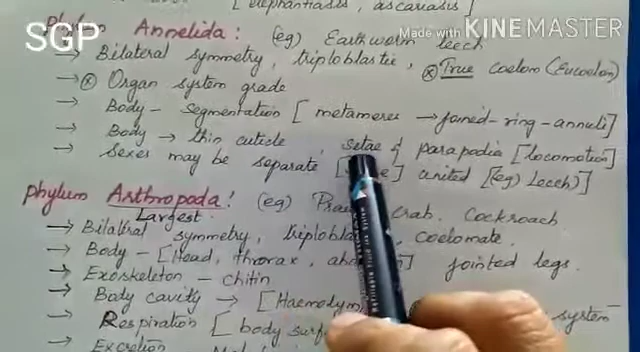 [elephantiasis, ascariasis]
SGP
Made with KINEMASTER
Phylum Annelida : (eg) Earthworm leech
→ Bilateral symmetry, triploblastic, ⓧ True coelom (Eucoelom)
→ ⓧ Organ system grade
→ Body - segmentation [metameres → joined-ring-annuli]
→ Body → thin cuticle, setae & parapodia [locomotion]
→ Sexes may be separate [ ] united [(eg) Leech)]
Phylum Arthropoda : (eg) Prawn crab. Cockroach
Largest
→ Bilateral symmetry, coelomate.
→ Body - [Head, thorax, jointed legs.
→ Exoskeleton - chitin
→ Body cavity → [ system
→ Respiration [body
Excretion